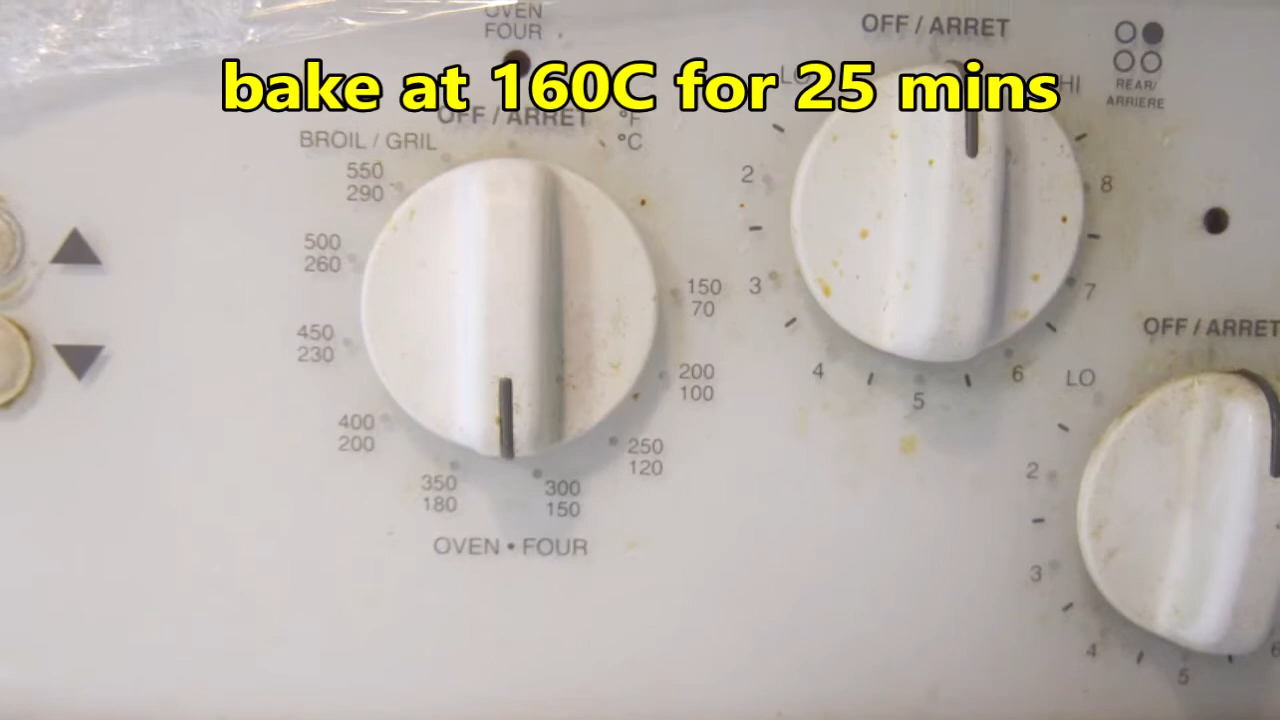 OVEN
FOUR
bake at 160C for 25 mins
OFF / ARRET
°F
°C
BROIL / GRIL
550
290
500
260
450
230
400
200
350
180
300
150
250
120
200
100
150
70
OVEN • FOUR
OFF / ARRET
LO
HI
2
3
4
5
6
7
8
REAR/
ARRIERE
OFF / ARRET
LO
2
3
4
5
6